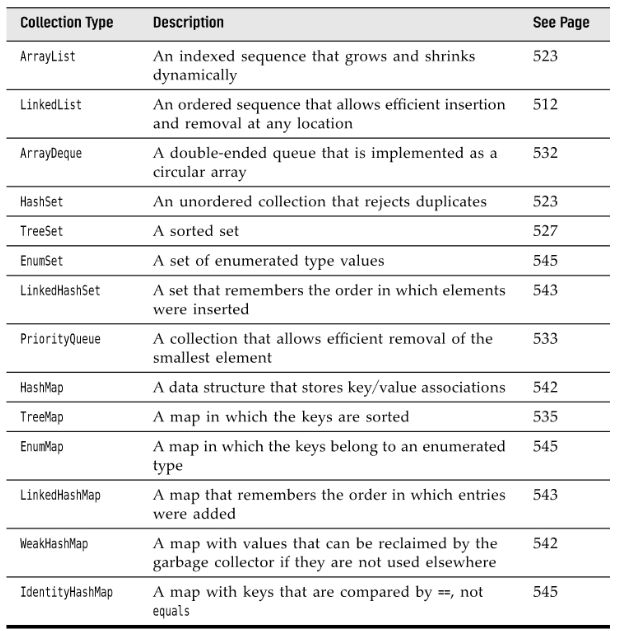 Collection Type Description See Page
ArrayList An indexed sequence that grows and shrinks 523
dynamically
LinkedList An ordered sequence that allows efficient insertion 512
and removal at any location
ArrayDeque A double-ended queue that is implemented as a 532
circular array
HashSet An unordered collection that rejects duplicates 523
TreeSet A sorted set 527
EnumSet A set of enumerated type values 545
LinkedHashSet A set that remembers the order in which elements 543
were inserted
PriorityQueue A collection that allows efficient removal of the 533
smallest element
HashMap A data structure that stores key/value associations 542
TreeMap A map in which the keys are sorted 535
EnumMap A map in which the keys belong to an enumerated 545
type
LinkedHashMap A map that remembers the order in which entries 543
were added
WeakHashMap A map with values that can be reclaimed by the 542
garbage collector if they are not used elsewhere
IdentityHashMap A map with keys that are compared by ==, not 545
equals